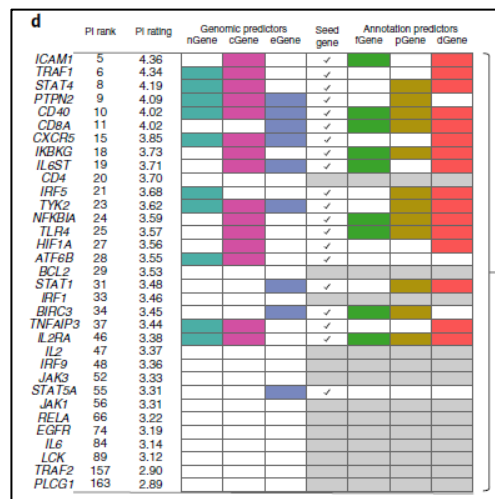 d
PI rank PI rating Genomic predictors Seed gene Annotation predictors
nGene cGene eGene fGene pGene dGene
ICAM1 5 4.36 ✓
TRAF1 6 4.34 ✓
STAT4 8 4.19 ✓
PTPN2 9 4.09 ✓
CD40 10 4.02 ✓
CD8A 11 4.02 ✓
CXCR5 15 3.85 ✓
IKBKG 18 3.73 ✓
IL6ST 19 3.71 ✓
CD4 20 3.70
IRF5 21 3.68 ✓
TYK2 23 3.62 ✓
NFKBIA 24 3.59 ✓
TLR4 25 3.57 ✓
HIF1A 27 3.56 ✓
ATF6B 28 3.55 ✓
BCL2 29 3.53
STAT1 31 3.48 ✓
IRF1 33 3.46
BIRC3 34 3.45 ✓
TNFAIP3 37 3.44 ✓
IL2RA 46 3.38 ✓
IL2 47 3.37
IRF9 48 3.36
JAK3 52 3.33
STAT5A 55 3.31 ✓
JAK1 56 3.31
RELA 66 3.22
EGFR 74 3.19
IL6 84 3.14
LCK 89 3.12
TRAF2 157 2.90
PLCG1 163 2.89